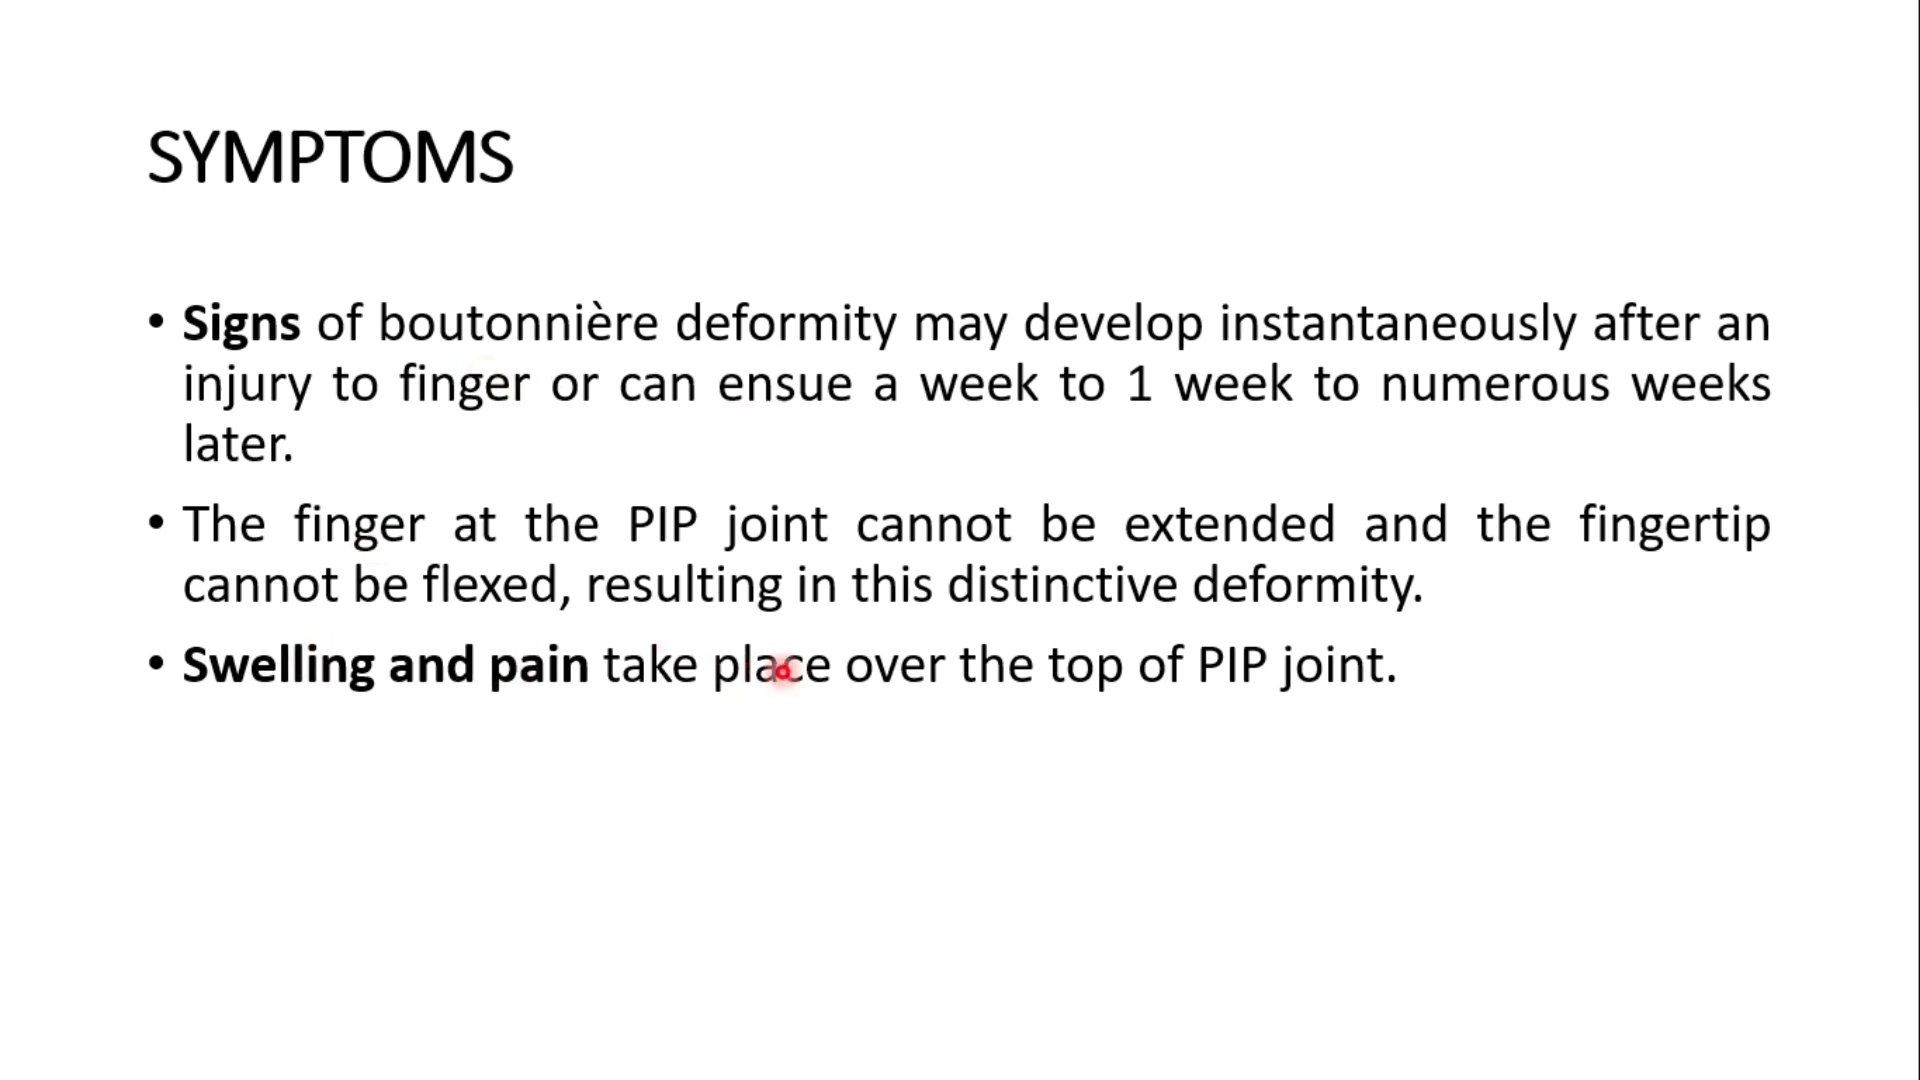 SYMPTOMS
• Signs of boutonnière deformity may develop instantaneously after an
injury to finger or can ensue a week to 1 week to numerous weeks
later.
• The finger at the PIP joint cannot be extended and the fingertip
cannot be flexed, resulting in this distinctive deformity.
• Swelling and pain take place over the top of PIP joint.